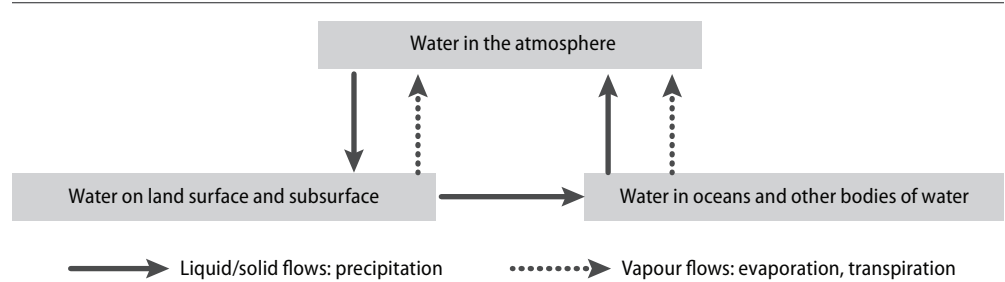 Water in the atmosphere
Water on land surface and subsurface
Water in oceans and other bodies of water
Liquid/solid flows: precipitation
Vapour flows: evaporation, transpiration